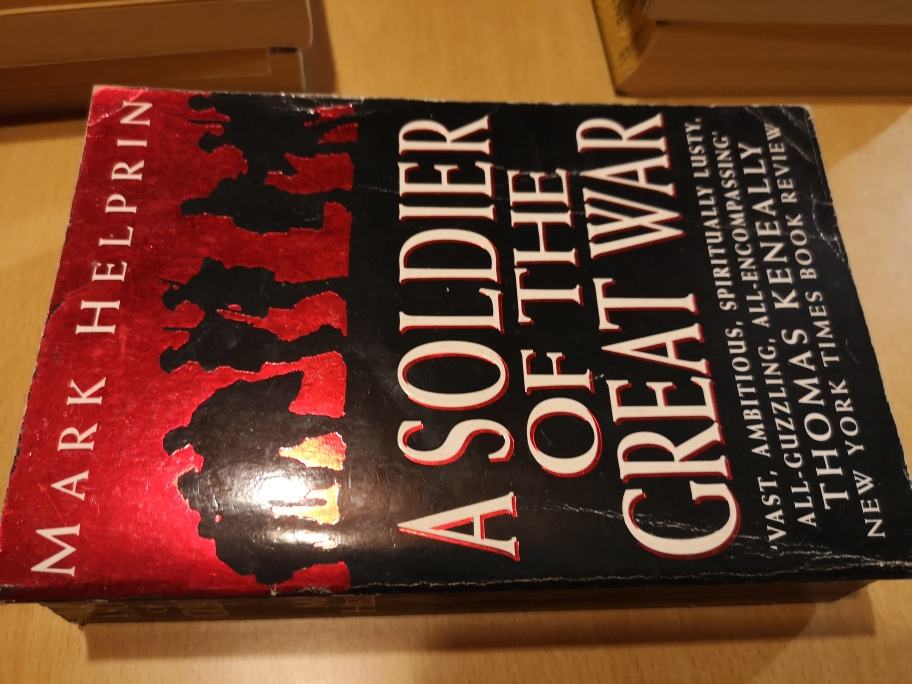 MARK HELPRIN
A SOLDIER
OF THE
GREAT WAR
'VAST, AMBITIOUS, SPIRITUALLY LUSTY,
ALL-GUZZLING, ALL-ENCOMPASSING'
THOMAS KENEALLY
NEW YORK TIMES BOOK REVIEW